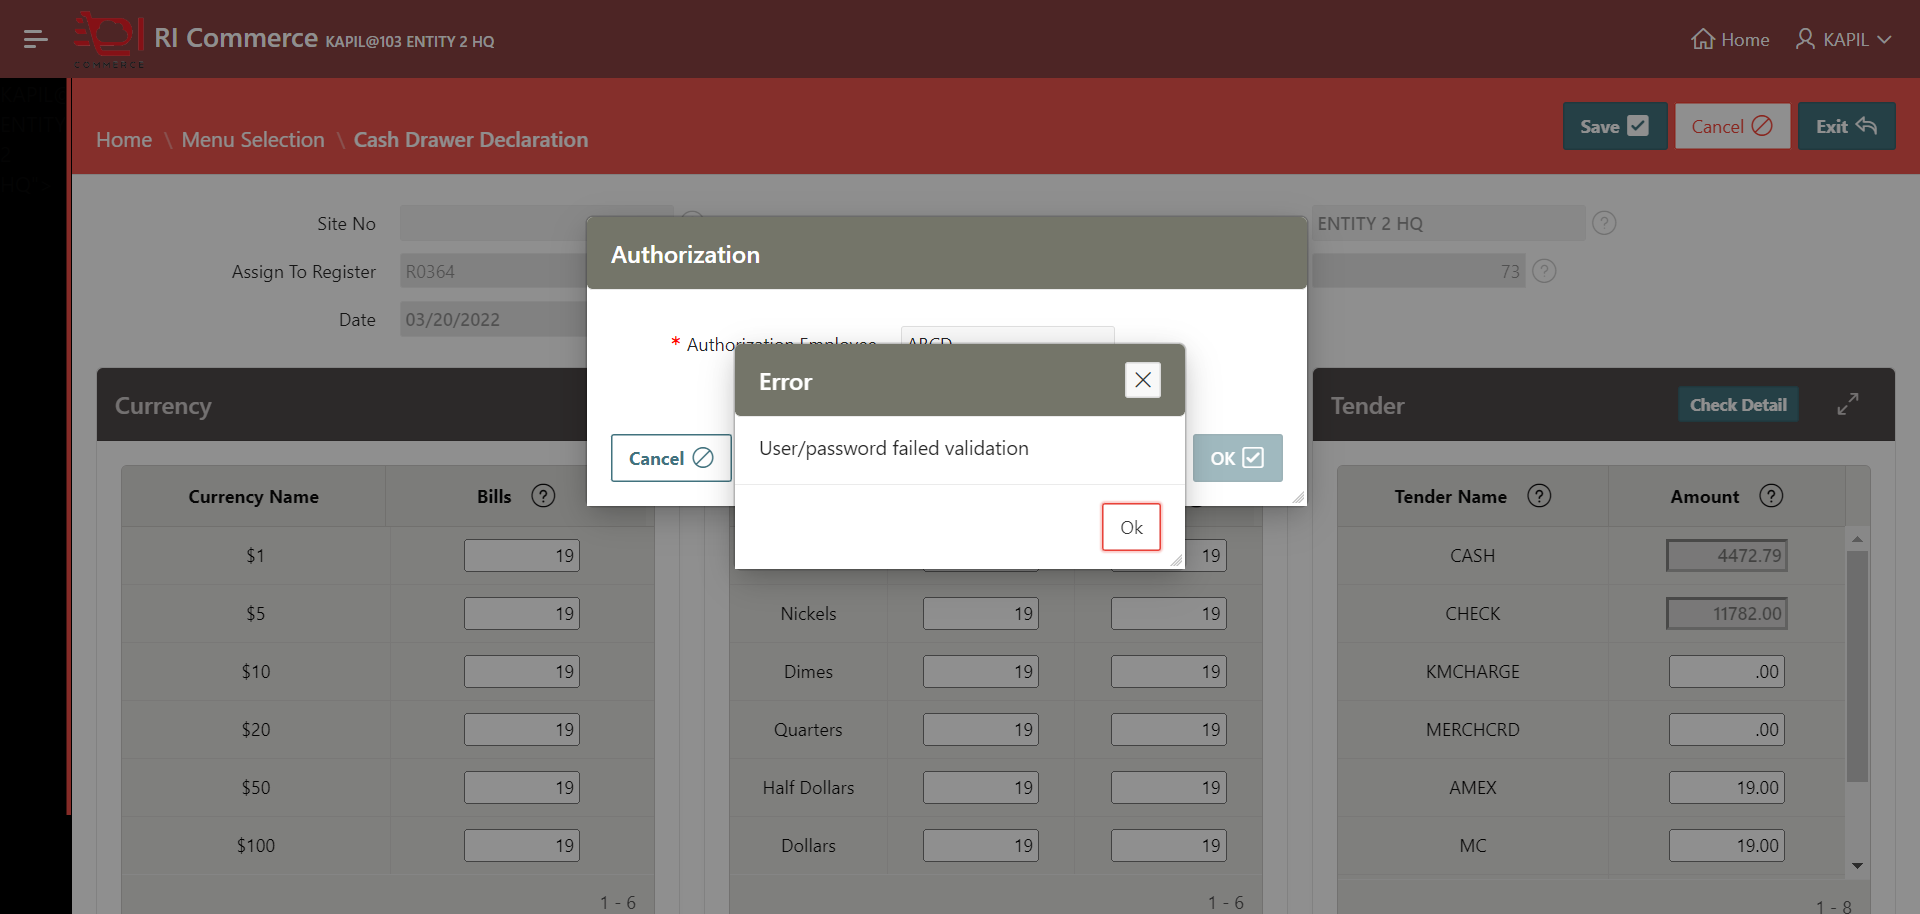 RI Commerce KAPIL@103 ENTITY 2 HQ
COMMERCE
Home
KAPIL
Home \ Menu Selection \ Cash Drawer Declaration
Save
Cancel
Exit
Site No
ENTITY 2 HQ
Assign To Register
R0364
73
Date
03/20/2022
Authorization
* Authorization Employee
ABCD
Cancel
OK
Error
User/password failed validation
Ok
Currency
Currency Name Bills
$1 19
$5 19
$10 19
$20 19
$50 19
$100 19
1 - 6
19
Nickels 19 19
Dimes 19 19
Quarters 19 19
Half Dollars 19 19
Dollars 19 19
1 - 6
Tender
Check Detail
Tender Name Amount
CASH 4472.79
CHECK 11782.00
KMCHARGE .00
MERCHCRD .00
AMEX 19.00
MC 19.00
1 - 8